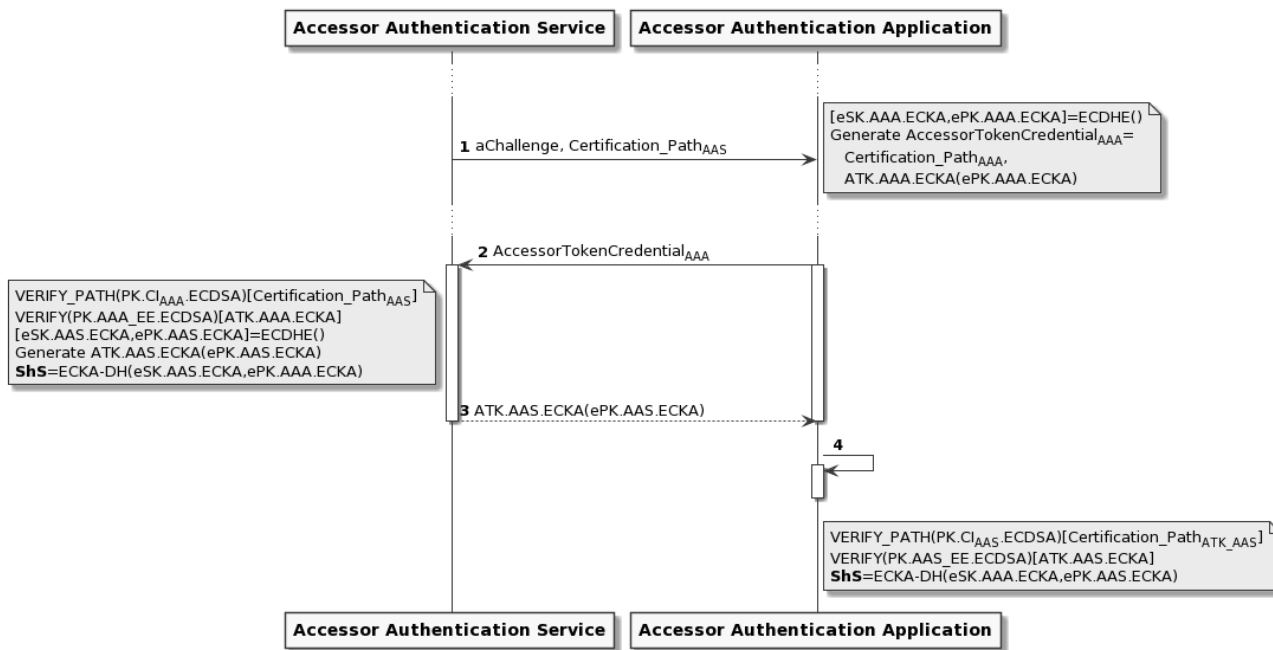 Accessor Authentication Service Accessor Authentication Application
[eSK.AAA.ECKA,ePK.AAA.ECKA]=ECDHE()
Generate AccessorTokenCredentialAAA=
Certification_PathAAA,
ATK.AAA.ECKA(ePK.AAA.ECKA)
1 aChallenge, Certification_PathAAS
2 AccessorTokenCredentialAAA
VERIFY_PATH(PK.CIAAA.ECDSA)[Certification_PathAAS]
VERIFY(PK.AAA_EE.ECDSA)[ATK.AAA.ECKA]
[eSK.AAS.ECKA,ePK.AAS.ECKA]=ECDHE()
Generate ATK.AAS.ECKA(ePK.AAS.ECKA)
ShS=ECKA-DH(eSK.AAS.ECKA,ePK.AAA.ECKA)
3 ATK.AAS.ECKA(ePK.AAS.ECKA)
4
VERIFY_PATH(PK.CIAAS.ECDSA)[Certification_PathATK_AAS]
VERIFY(PK.AAS_EE.ECDSA)[ATK.AAS.ECKA]
ShS=ECKA-DH(eSK.AAA.ECKA,ePK.AAS.ECKA)
Accessor Authentication Service Accessor Authentication Application